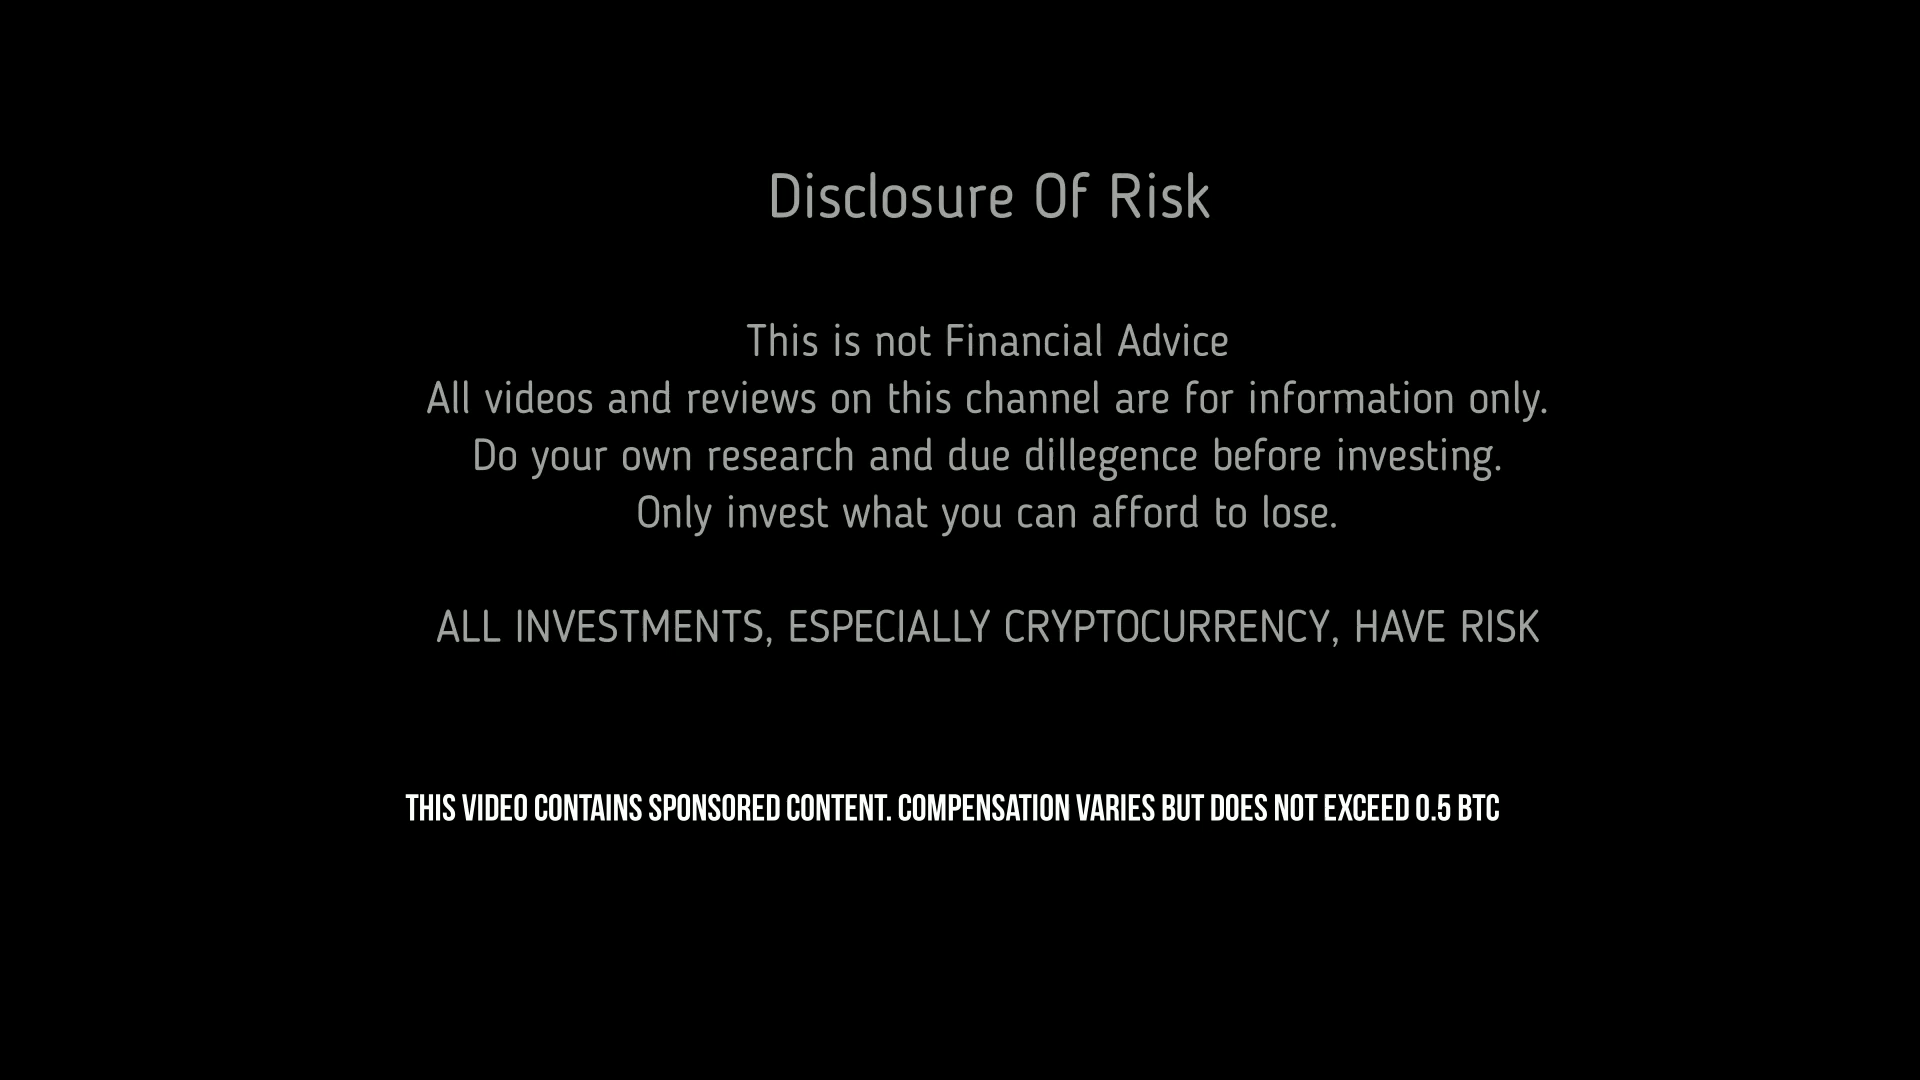 Disclosure Of Risk
This is not Financial Advice
All videos and reviews on this channel are for information only.
Do your own research and due dillegence before investing.
Only invest what you can afford to lose.
ALL INVESTMENTS, ESPECIALLY CRYPTOCURRENCY, HAVE RISK
THIS VIDEO CONTAINS SPONSORED CONTENT. COMPENSATION VARIES BUT DOES NOT EXCEED 0.5 BTC